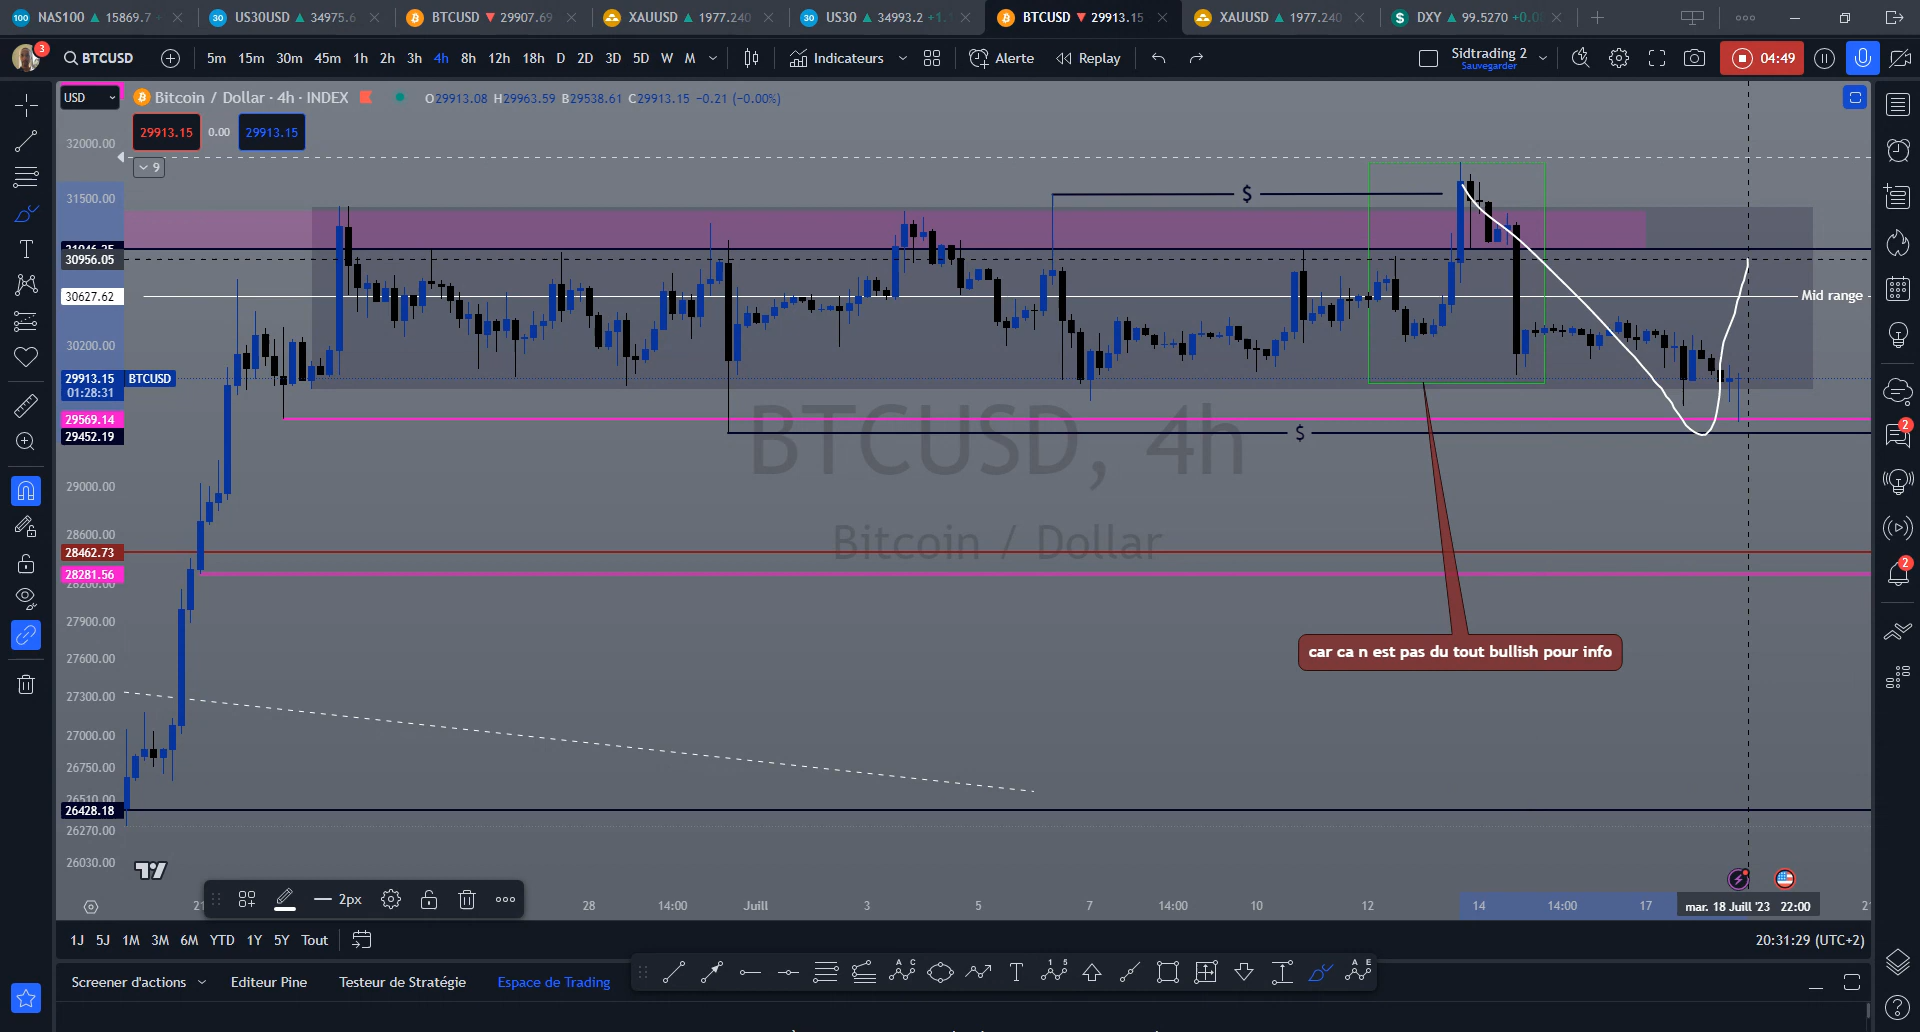 NAS100 ▲ 15869.7
US30USD ▲ 34975.6
BTCUSD ▼ 29907.69
XAUUSD ▲ 1977.240
US30 ▲ 34993.2
BTCUSD ▼ 29913.15
XAUUSD ▲ 1977.240
DXY ▲ 99.5270
3
BTCUSD
5m 15m 30m 45m 1h 2h 3h 4h 8h 12h 18h D 2D 3D 5D W M
Indicateurs
Alerte
Replay
Sidtrading 2
Sauvegarder
04:49
USD
Bitcoin / Dollar · 4h · INDEX
O29913.08 H29963.59 B29538.61 C29913.15 −0.21 (−0.00%)
29913.15 0.00 29913.15
9
32000.00
31500.00
30956.05
30627.62
30200.00
29913.15 BTCUSD
01:28:31
29569.14
29452.19
29000.00
28600.00
28462.73
28281.56
27900.00
27600.00
27300.00
27000.00
26750.00
26428.18
26270.00
26030.00
$
Mid range
$
BTCUSD, 4h
Bitcoin / Dollar
car ca n est pas du tout bullish pour info
2
2
2px
28 14:00 Juill 3 5 7 14:00 10 12 14 14:00 17
mar. 18 Juill '23 22:00
1J 5J 1M 3M 6M YTD 1Y 5Y Tout
20:31:29 (UTC+2)
Screener d'actions
Editeur Pine
Testeur de Stratégie
Espace de Trading